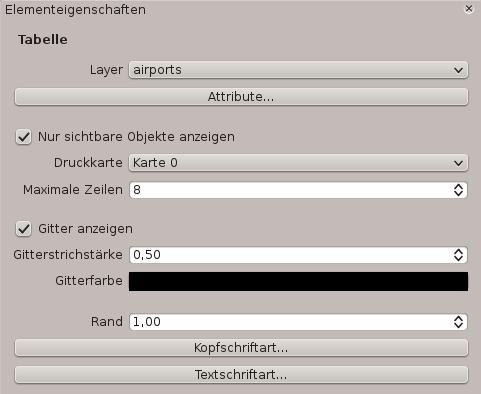 Elementeigenschaften
Tabelle
Layer airports
Attribute...
Nur sichtbare Objekte anzeigen
Druckkarte Karte 0
Maximale Zeilen 8
Gitter anzeigen
Gitterstrichstärke 0,50
Gitterfarbe
Rand 1,00
Kopfschriftart...
Textschriftart...